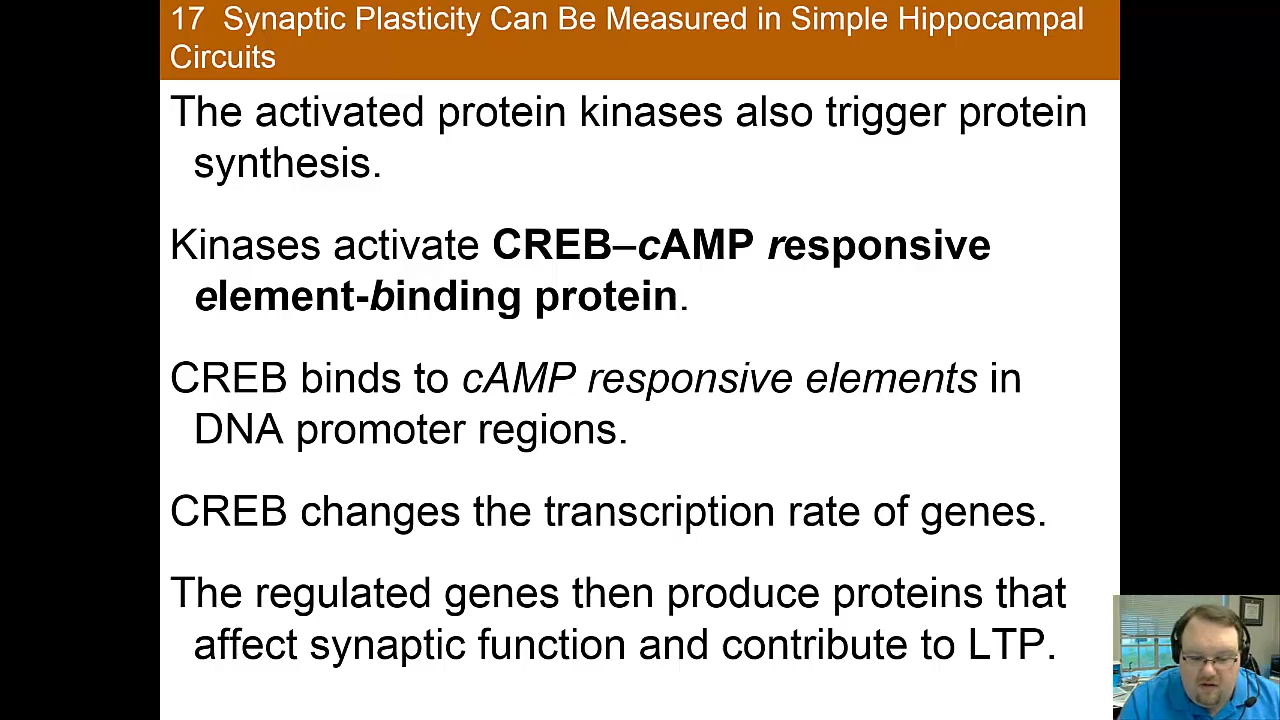 17 Synaptic Plasticity Can Be Measured in Simple Hippocampal
Circuits
The activated protein kinases also trigger protein
synthesis.
Kinases activate CREB–cAMP responsive
element-binding protein.
CREB binds to cAMP responsive elements in
DNA promoter regions.
CREB changes the transcription rate of genes.
The regulated genes then produce proteins that
affect synaptic function and contribute to LTP.